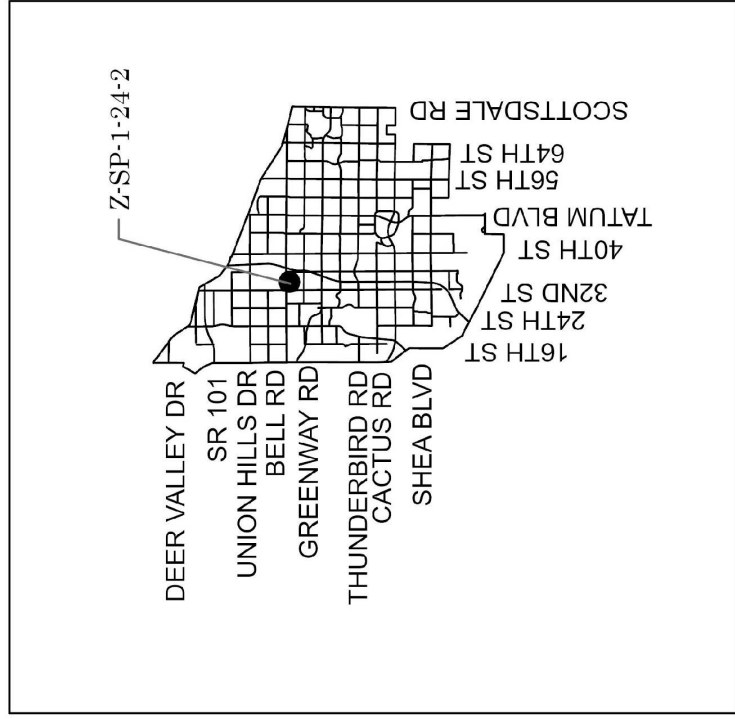 Z-SP-1-24-2
DEER VALLEY DR
SR 101
UNION HILLS DR
BELL RD
GREENWAY RD
THUNDERBIRD RD
CACTUS RD
SHEA BLVD
16TH ST
24TH ST
32ND ST
40TH ST
TATUM BLVD
56TH ST
64TH ST
SCOTTSDALE RD